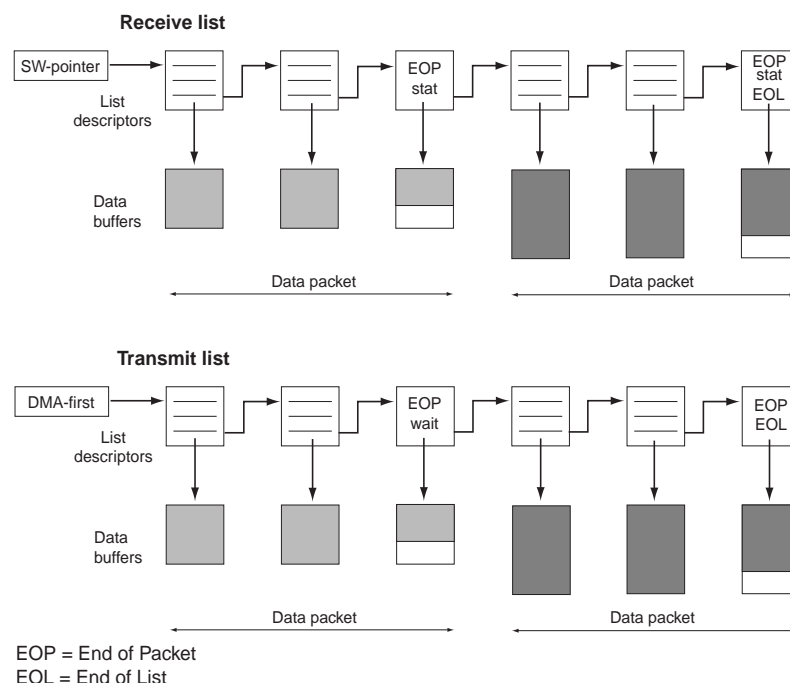 Receive list
SW-pointer
List
descriptors
EOP
stat
EOP
stat
EOL
Data
buffers
Data packet
Data packet
Transmit list
DMA-first
List
descriptors
EOP
wait
EOP
EOL
Data
buffers
Data packet
Data packet
EOP = End of Packet
EOL = End of List